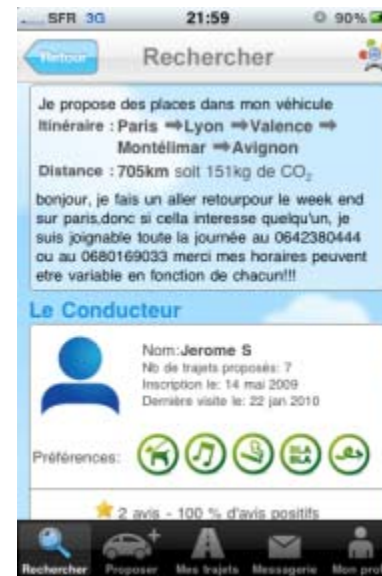 SFR 3G 21:59 90%
Retour Rechercher
Je propose des places dans mon véhicule
Itinéraire : Paris ⇒Lyon ⇒Valence ⇒
Montélimar ⇒Avignon
Distance : 705km soit 151kg de CO₂
bonjour, je fais un aller retourpour le week end
sur paris,donc si cella interesse quelqu'un, je
suis joignable toute la journée au 0642380444
ou au 0680169033 merci mes horaires peuvent
etre variable en fonction de chacun!!!
Le Conducteur
Nom:Jerome S
Nb de trajets proposés: 7
Inscription le: 14 mai 2009
Dernière visite le: 22 jan 2010
Préférences:
2 avis - 100 % d'avis positifs
Rechercher Proposer Mes trajets Messagerie Mon prof